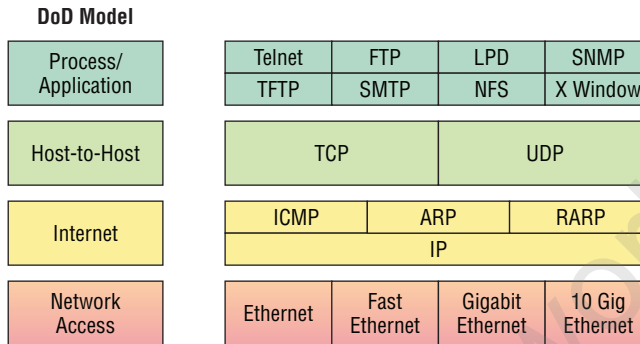 DoD Model
Process/
Application
Telnet FTP LPD SNMP
TFTP SMTP NFS X Window
Host-to-Host
TCP UDP
Internet
ICMP ARP RARP
IP
Network
Access
Ethernet
Fast
Ethernet
Gigabit
Ethernet
10 Gig
Ethernet